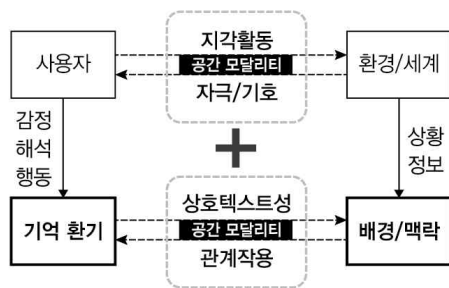 지각활동
사용자
공간 모달리티
환경/세계
자극/기호
감정
해석
행동
상황
정보
상호텍스트성
기억 환기
공간 모달리티
배경/맥락
관계작용